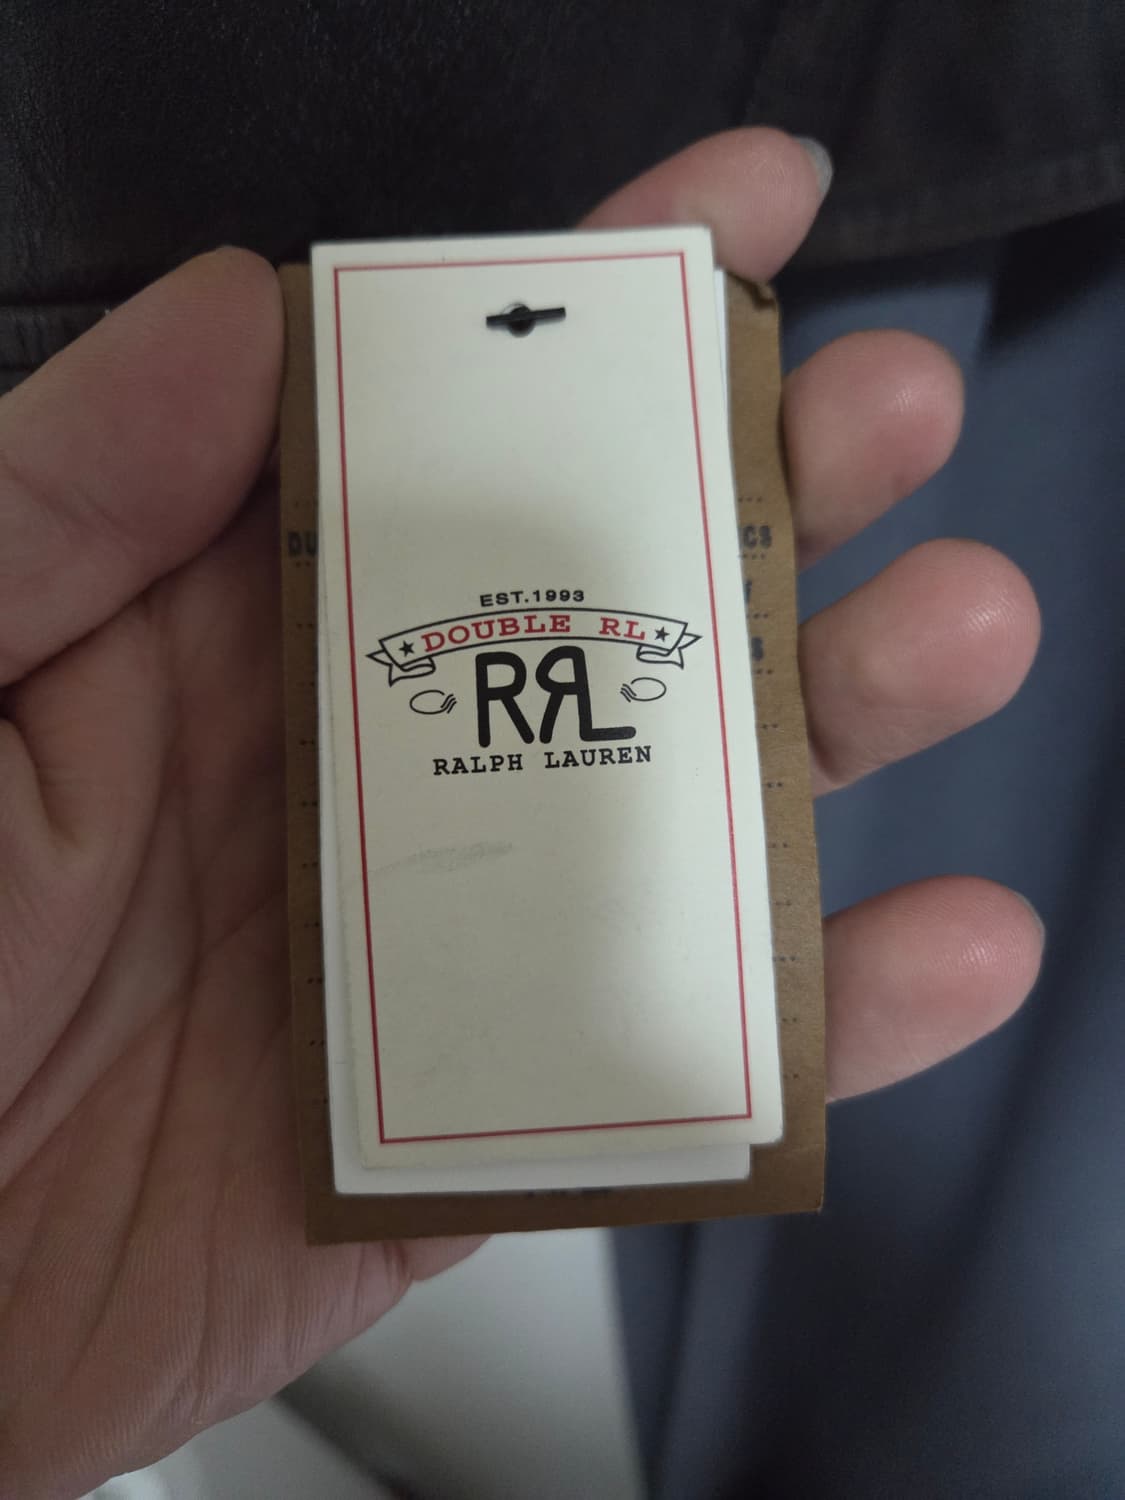 EST.1993
★ DOUBLE RL ★
RRL
RALPH LAUREN